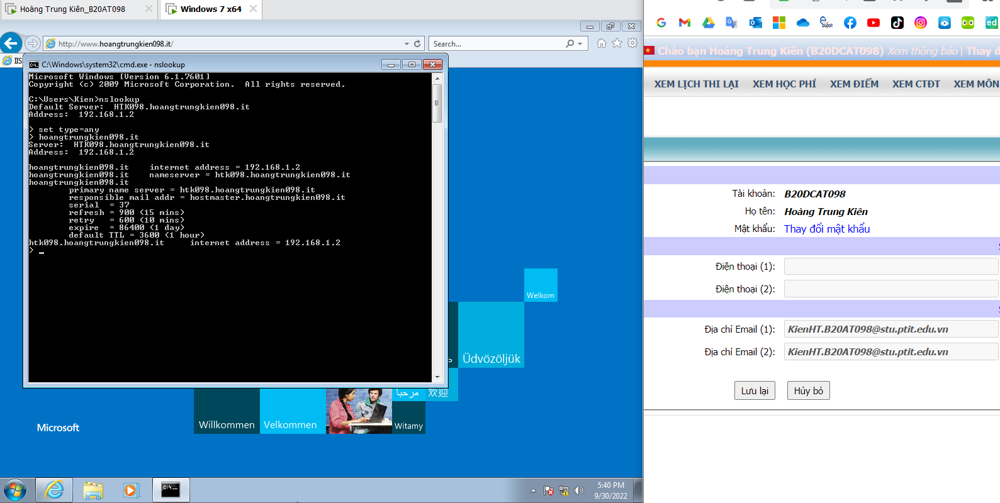 Hoàng Trung Kiên_B20AT098
Windows 7 x64
http://www.hoangtrungkien098.it/
Search...
IIS
C:\Windows\system32\cmd.exe - nslookup
Microsoft Windows [Version 6.1.7601]
Copyright (c) 2009 Microsoft Corporation.  All rights reserved.
C:\Users\Kien>nslookup
Default Server:  HTK098.hoangtrungkien098.it
Address:  192.168.1.2
> set type=any
> hoangtrungkien098.it
Server:  HTK098.hoangtrungkien098.it
Address:  192.168.1.2
hoangtrungkien098.it    internet address = 192.168.1.2
hoangtrungkien098.it    nameserver = htk098.hoangtrungkien098.it
hoangtrungkien098.it
primary name server = htk098.hoangtrungkien098.it
responsible mail addr = hostmaster.hoangtrungkien098.it
serial  = 37
refresh = 900 (15 mins)
retry   = 600 (10 mins)
expire  = 86400 (1 day)
default TTL = 3600 (1 hour)
htk098.hoangtrungkien098.it     internet address = 192.168.1.2
>
Welkom
Üdvözöljük
مرحبا
欢迎
Willkommen
Velkommen
Witamy
Microsoft
5:40 PM
9/30/2022
Chào bạn Hoàng Trung Kiên (B20DCAT098) Xem thông báo | Thay đ
XEM LỊCH THI LẠI
XEM HỌC PHÍ
XEM ĐIỂM
XEM CTĐT
XEM MÔN
Tài khoản: B20DCAT098
Họ tên: Hoàng Trung Kiên
Mật khẩu: Thay đổi mật khẩu
Điện thoại (1):
Điện thoại (2):
Địa chỉ Email (1): KienHT.B20AT098@stu.ptit.edu.vn
Địa chỉ Email (2): KienHT.B20AT098@stu.ptit.edu.vn
Lưu lại
Hủy bỏ